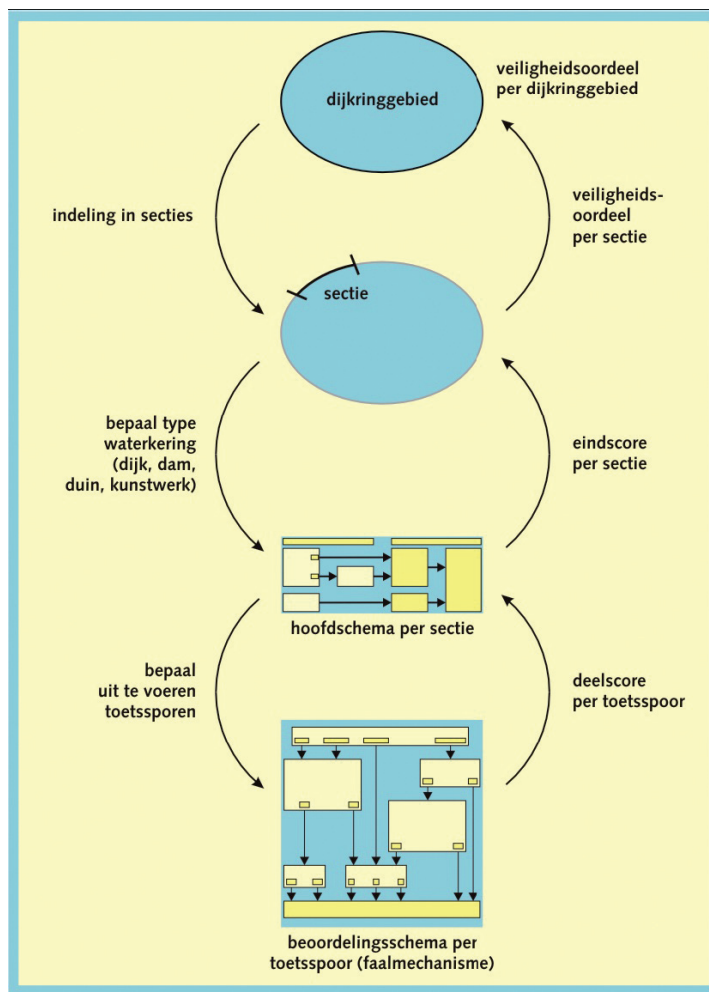 dijkringgebied
veiligheidsoordeel
per dijkringgebied
indeling in secties
veiligheids-
oordeel
per sectie
sectie
bepaal type
waterkering
(dijk, dam,
duin, kunstwerk)
eindscore
per sectie
hoofdschema per sectie
bepaal
uit te voeren
toetssporen
deelscore
per toetsspoor
beoordelingsschema per
toetsspoor (faalmechanisme)